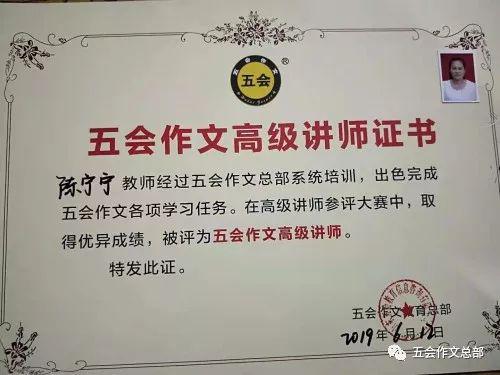 五会作文
五会
®
五会作文高级讲师证书
陈宁宁 教师经过五会作文总部系统培训，出色完成
五会作文各项学习任务。在高级讲师参评大赛中，取
得优异成绩，被评为五会作文高级讲师。
特发此证。
五会作文教育总部
2019年6月12日
五会作文总部